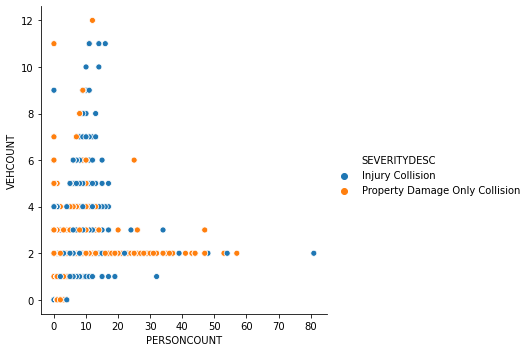 12
10
8
6
4
2
0
VEHCOUNT
0 10 20 30 40 50 60 70 80
PERSONCOUNT
SEVERITYDESC
Injury Collision
Property Damage Only Collision